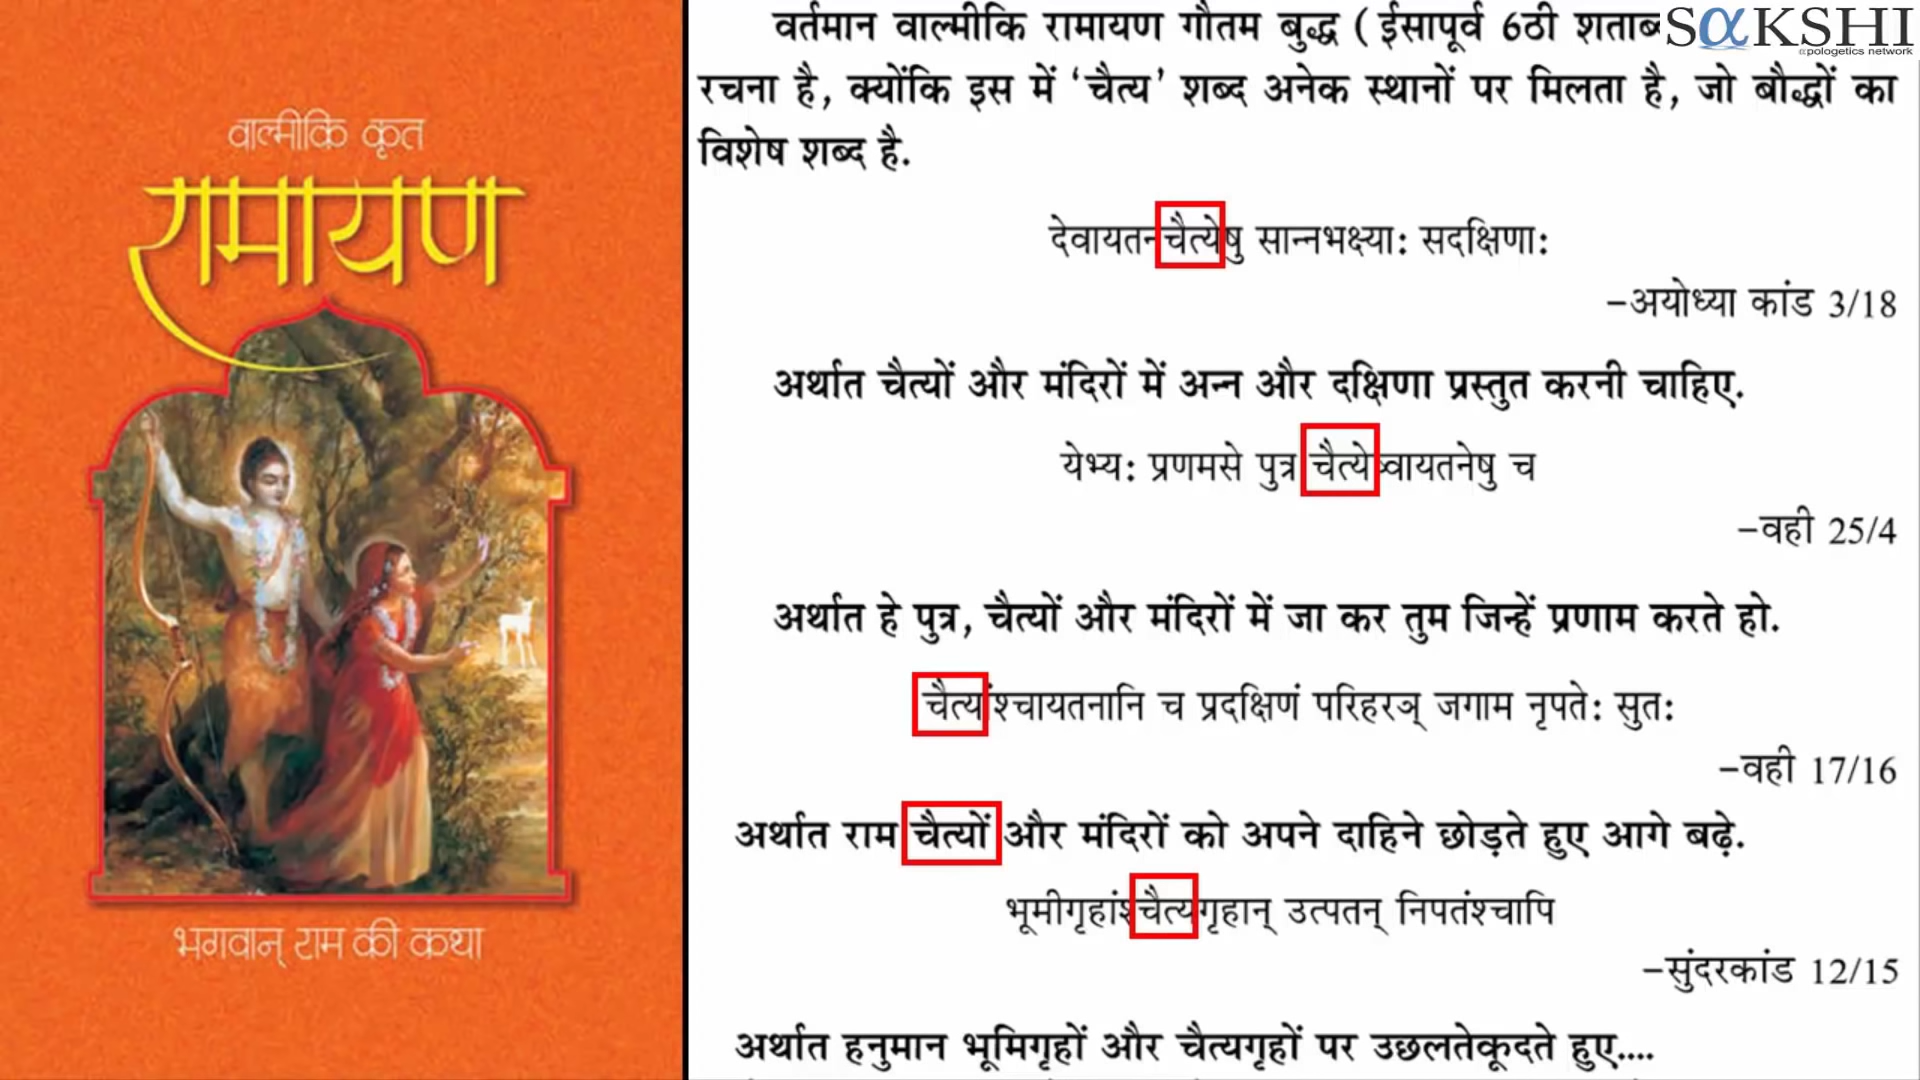 वाल्मीकि कृत
रामायण
भगवान् राम की कथा
SαKSHI
apologetics network
वर्तमान वाल्मीकि रामायण गौतम बुद्ध (ईसापूर्व 6ठी
रचना है, क्योंकि इस में ‘चैत्य’ शब्द अनेक स्थानों पर मिलता है, जो बौद्धों का
विशेष शब्द है.
देवायतनचैत्येषु सान्नभक्ष्याः सदक्षिणाः
–अयोध्या कांड 3/18
अर्थात चैत्यों और मंदिरों में अन्न और दक्षिणा प्रस्तुत करनी चाहिए.
येभ्यः प्रणमसे पुत्र चैत्येष्वायतनेषु च
–वही 25/4
अर्थात हे पुत्र, चैत्यों और मंदिरों में जा कर तुम जिन्हें प्रणाम करते हो.
चैत्यांश्चायतनानि च प्रदक्षिणं परिहरञ् जगाम नृपतेः सुतः
–वही 17/16
अर्थात राम चैत्यों और मंदिरों को अपने दाहिने छोड़ते हुए आगे बढ़े.
भूमीगृहांश्चैत्यगृहान् उत्पतन् निपतंश्चापि
–सुंदरकांड 12/15
अर्थात हनुमान भूमिगृहों और चैत्यगृहों पर उछलतेकूदते हुए....